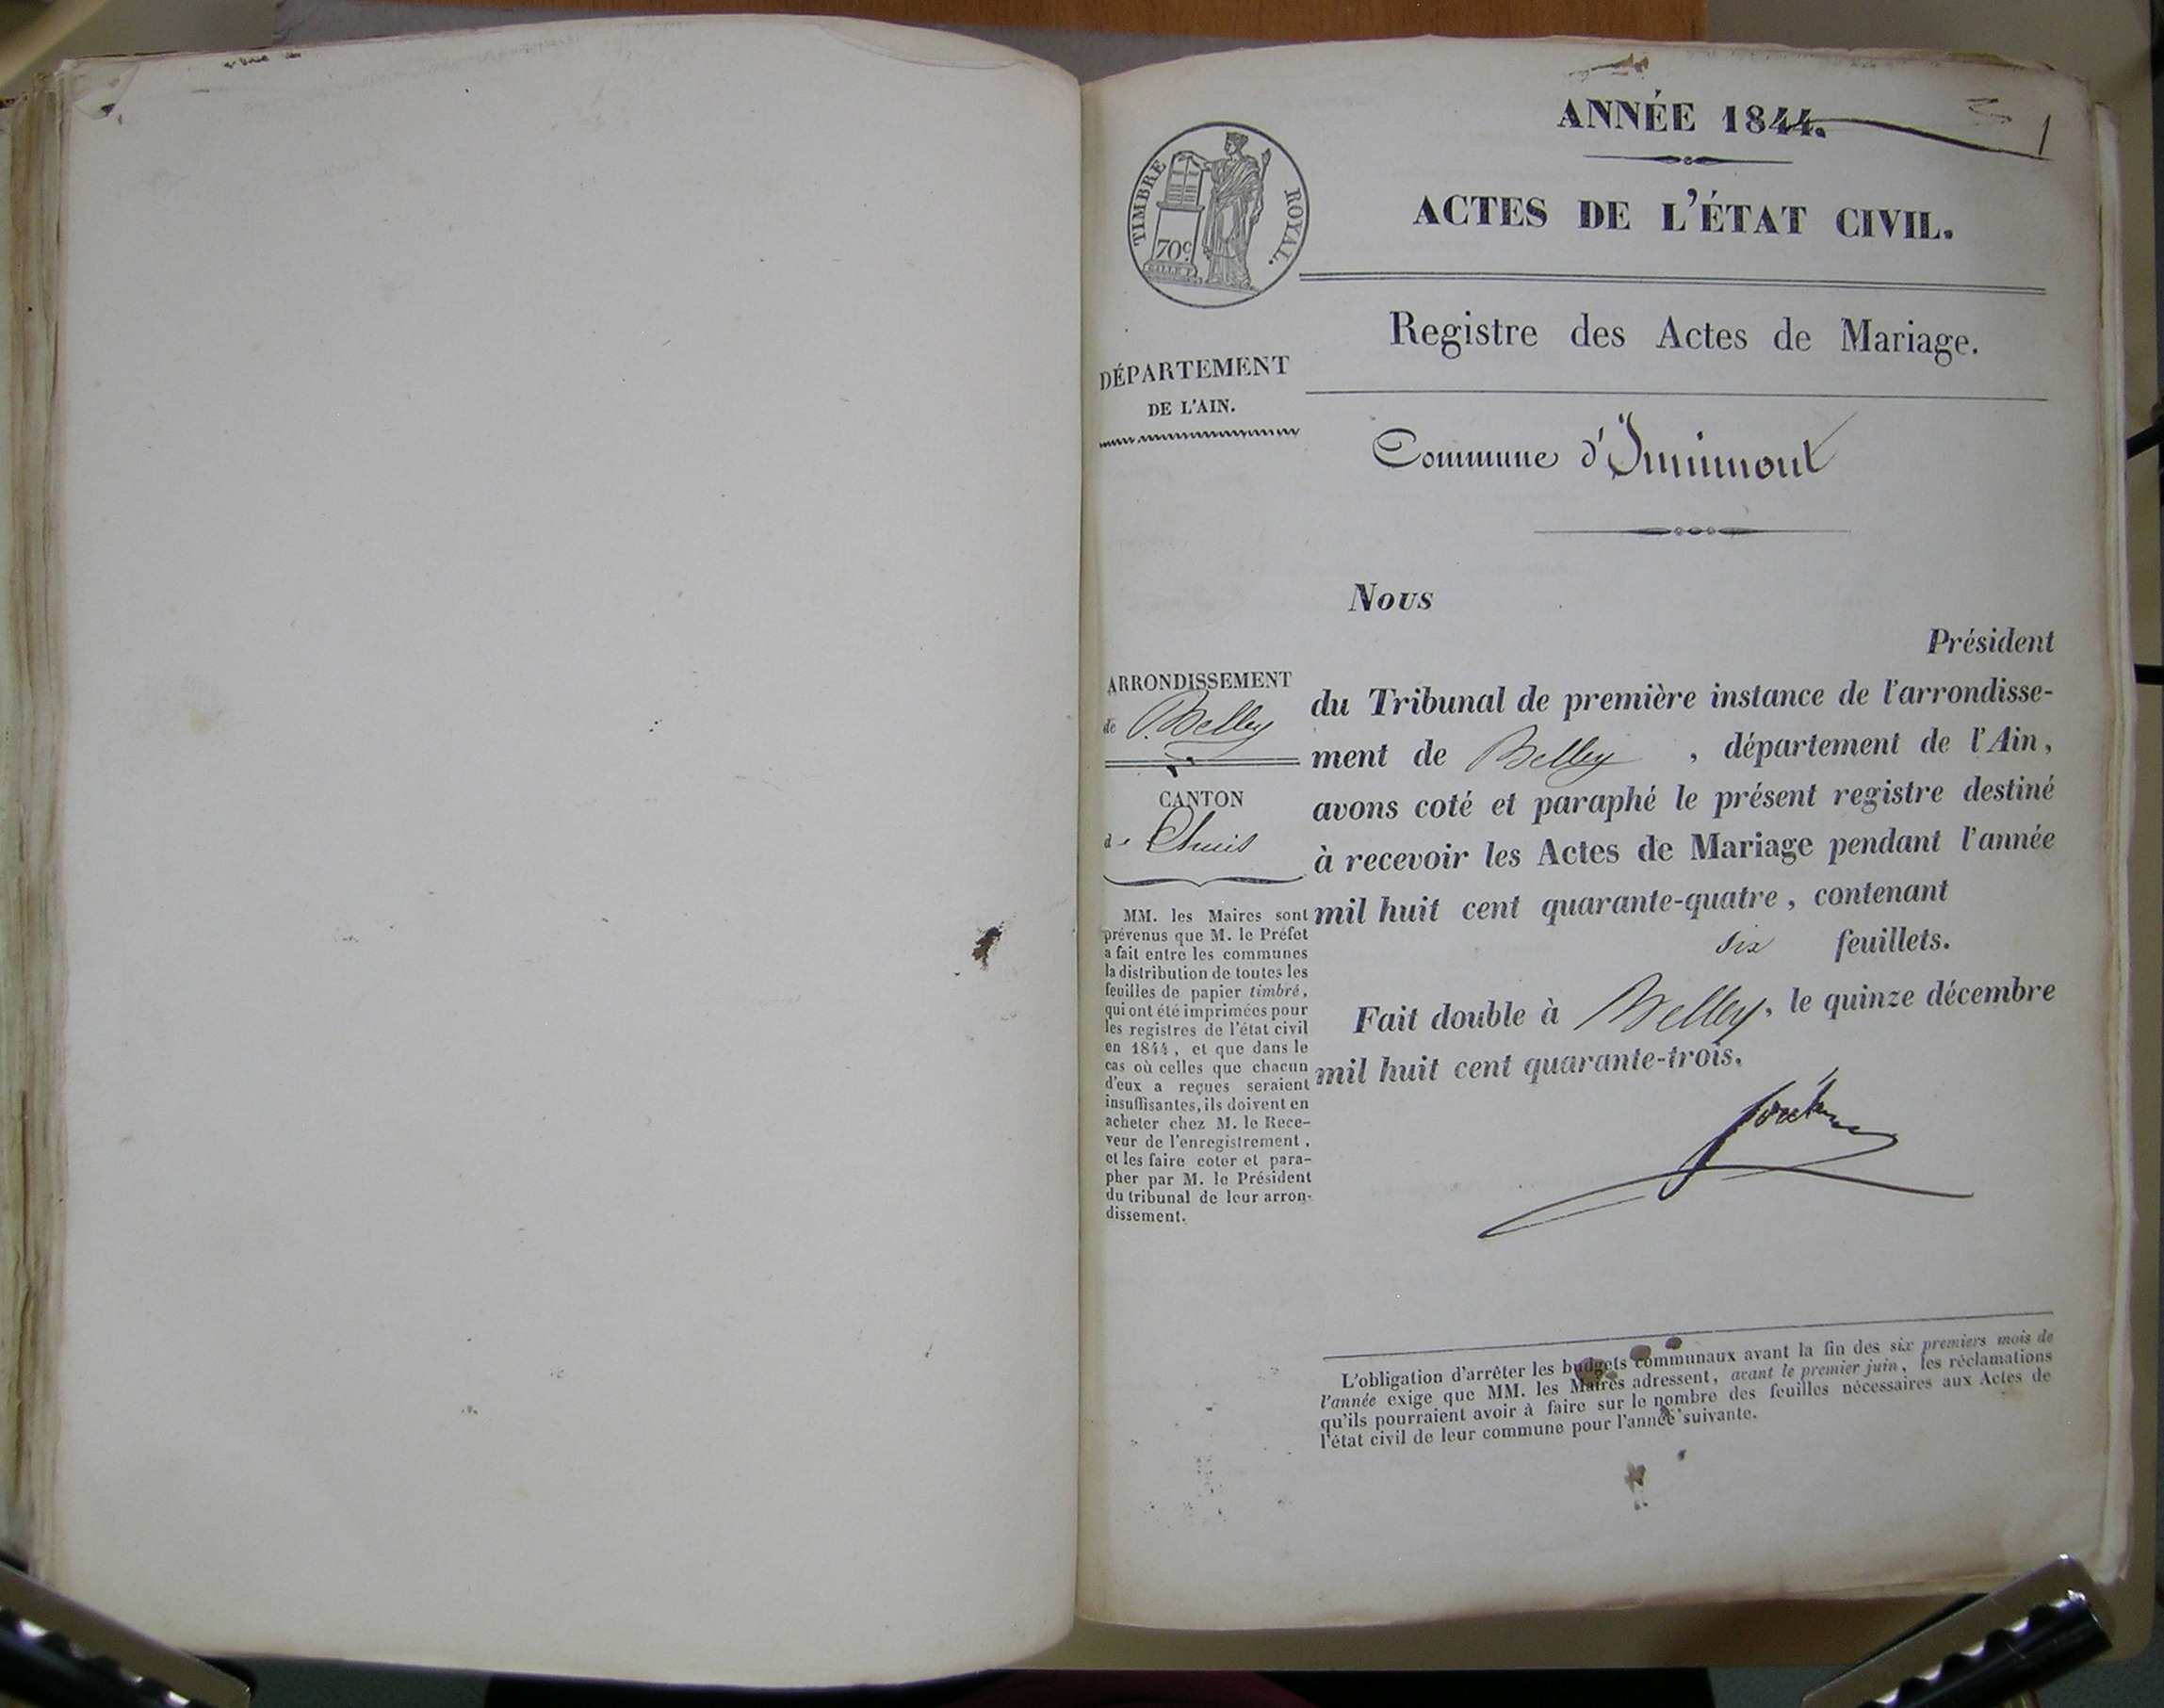 ANNÉE 1844.
1
TIMBRE ROYAL.
70c
ACTES DE L'ÉTAT CIVIL.
Registre des Actes de Mariage.
DÉPARTEMENT
DE L'AIN.
Commune d'Innimont
ARRONDISSEMENT
de Belley
CANTON
de Lhuis
MM. les Maires sont
prévenus que M. le Préfet
a fait entre les communes
la distribution de toutes les
feuilles de papier timbré,
qui ont été imprimées pour
les registres de l'état civil
en 1844, et que dans le
cas où celles que chacun
d'eux a reçues seraient
insuffisantes, ils doivent en
acheter chez M. le Rece-
veur de l'enregistrement,
et les faire coter et para-
pher par M. le Président
du tribunal de leur arron-
dissement.
Nous
Président
du Tribunal de première instance de l'arrondisse-
ment de Belley, département de l'Ain,
avons coté et paraphé le présent registre destiné
à recevoir les Actes de Mariage pendant l'année
mil huit cent quarante-quatre, contenant
six feuillets.
Fait double à Belley, le quinze décembre
mil huit cent quarante-trois.
L'obligation d'arrêter les budgets communaux avant la fin des six premiers mois de
l'année exige que MM. les Maires adressent, avant le premier juin, les réclamations
qu'ils pourraient avoir à faire sur le nombre des feuilles nécessaires aux Actes de
l'état civil de leur commune pour l'année suivante.